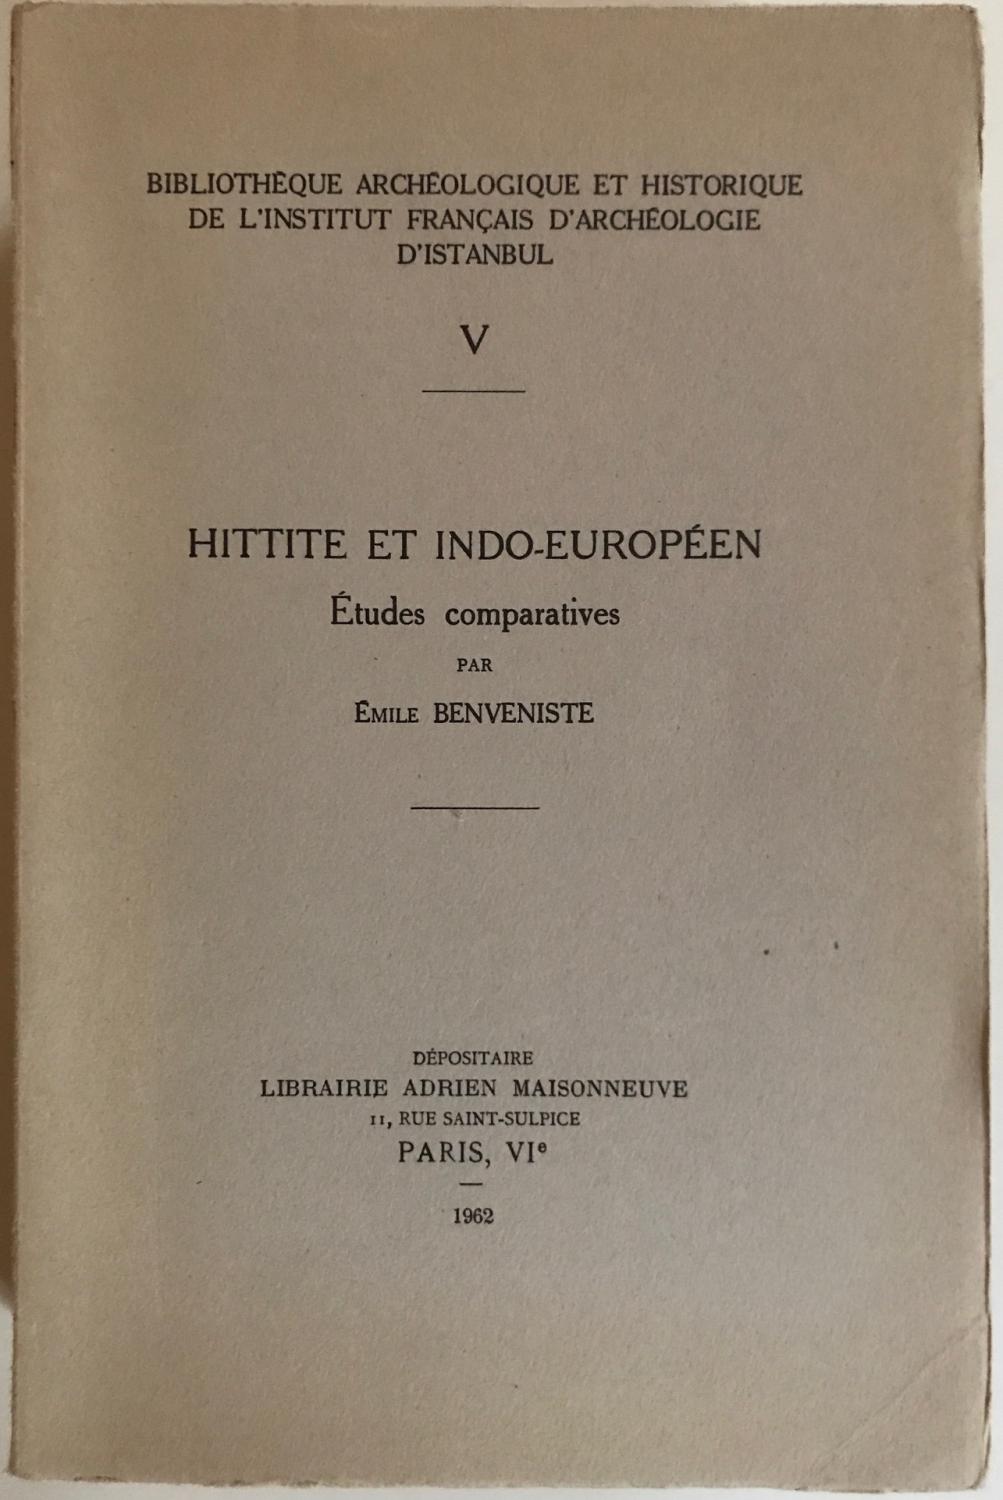 BIBLIOTHÈQUE ARCHÉOLOGIQUE ET HISTORIQUE
DE L'INSTITUT FRANÇAIS D'ARCHÉOLOGIE
D'ISTANBUL
V
HITTITE ET INDO-EUROPÉEN
Études comparatives
PAR
ÉMILE BENVENISTE
DÉPOSITAIRE
LIBRAIRIE ADRIEN MAISONNEUVE
11, RUE SAINT-SULPICE
PARIS, VIe
1962